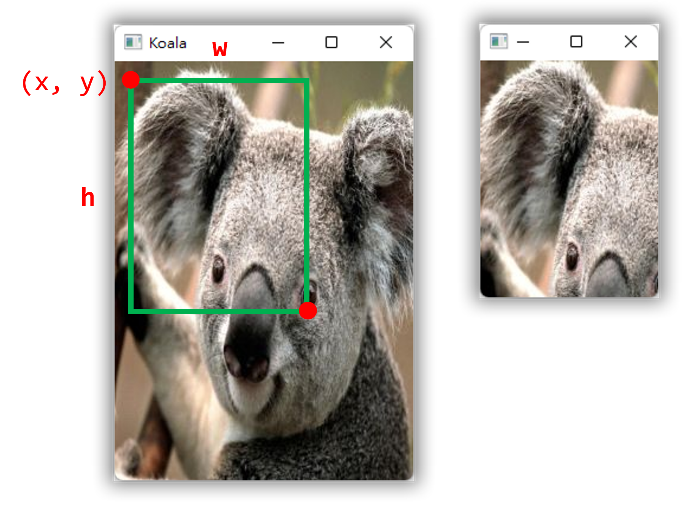 Koala
w
(x, y)
h